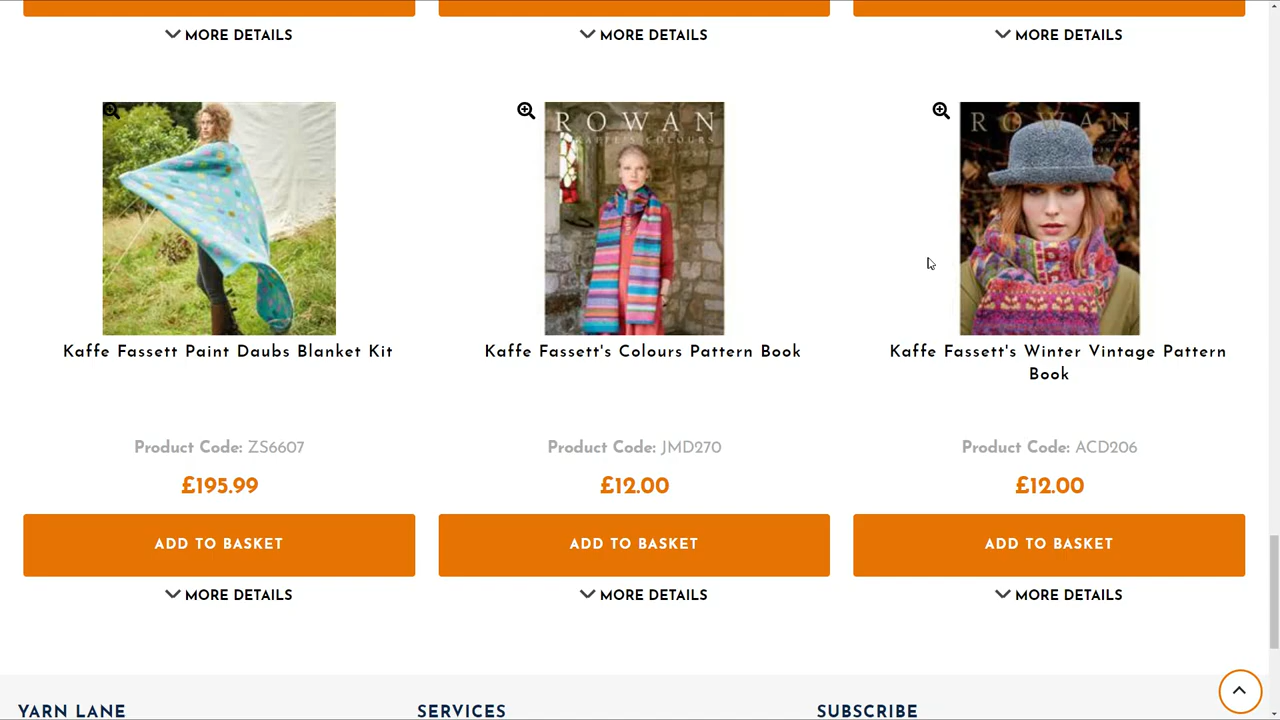 MORE DETAILS
MORE DETAILS
MORE DETAILS
ROWAN
ROWAN
Kaffe Fassett Paint Daubs Blanket Kit
Kaffe Fassett's Colours Pattern Book
Kaffe Fassett's Winter Vintage Pattern
Book
Product Code: ZS6607
Product Code: JMD270
Product Code: ACD206
£195.99
£12.00
£12.00
ADD TO BASKET
ADD TO BASKET
ADD TO BASKET
MORE DETAILS
MORE DETAILS
MORE DETAILS
YARN LANE
SERVICES
SUBSCRIBE